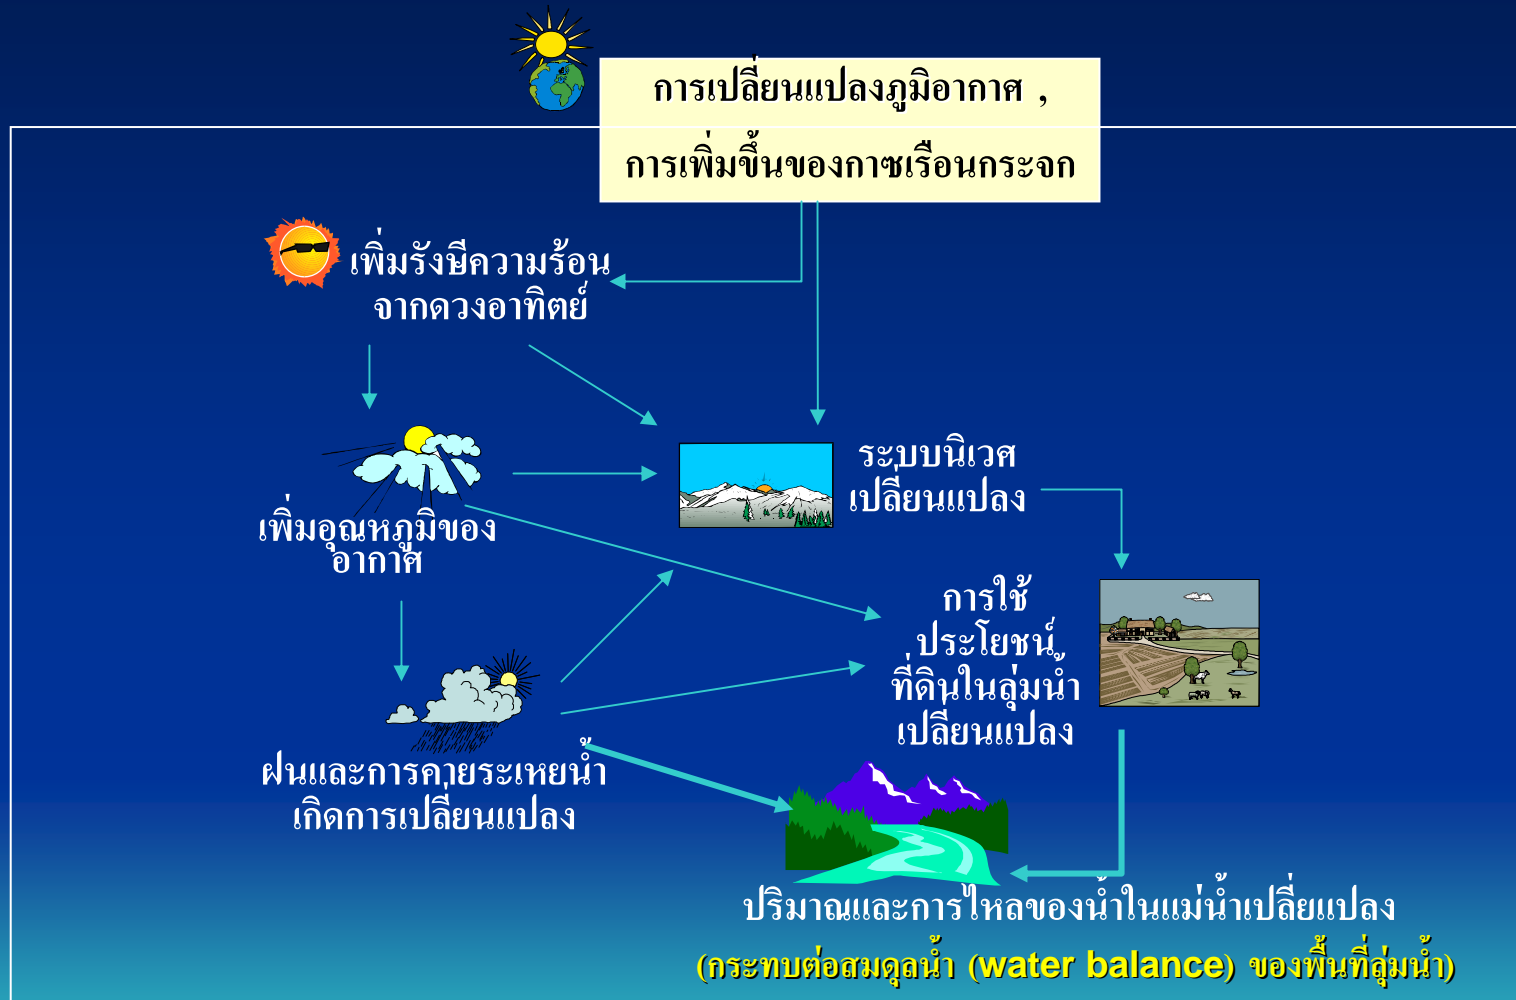 การเปลี่ยนแปลงภูมิอากาศ ,
การเพิ่มขึ้นของกาซเรือนกระจก
เพิ่มรังษีความร้อน
จากดวงอาทิตย์
ระบบนิเวศ
เปลี่ยนแปลง
เพิ่มอุณหภูมิของ
อากาศ
การใช้
ประโยชน์
ที่ดินในลุ่มน้ำ
เปลี่ยนแปลง
ฝนและการคายระเหยน้ำ
เกิดการเปลี่ยนแปลง
ปริมาณและการไหลของน้ำในแม่น้ำเปลี่ยแปลง
(กระทบต่อสมดุลน้ำ (water balance) ของพื้นที่ลุ่มน้ำ)